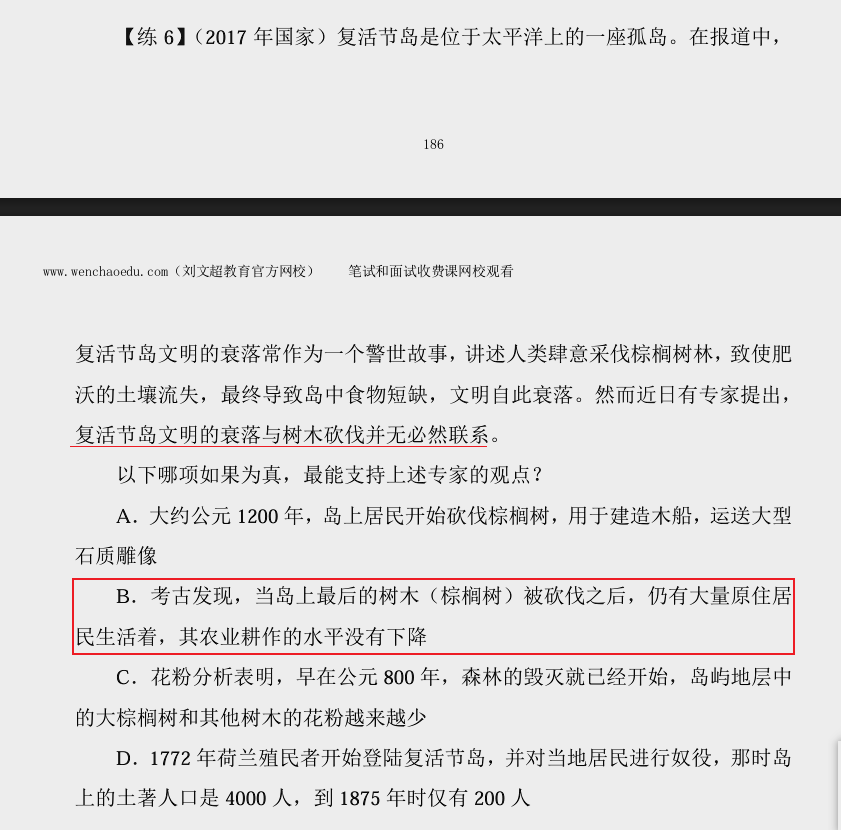 【练 6】（2017 年国家）复活节岛是位于太平洋上的一座孤岛。在报道中，
186
www.wenchaoedu.com（刘文超教育官方网校） 笔试和面试收费课网校观看
复活节岛文明的衰落常作为一个警世故事，讲述人类肆意采伐棕榈树林，致使肥
沃的土壤流失，最终导致岛中食物短缺，文明自此衰落。然而近日有专家提出，
复活节岛文明的衰落与树木砍伐并无必然联系。
以下哪项如果为真，最能支持上述专家的观点？
A．大约公元 1200 年，岛上居民开始砍伐棕榈树，用于建造木船，运送大型
石质雕像
B．考古发现，当岛上最后的树木（棕榈树）被砍伐之后，仍有大量原住居
民生活着，其农业耕作的水平没有下降
C．花粉分析表明，早在公元 800 年，森林的毁灭就已经开始，岛屿地层中
的大棕榈树和其他树木的花粉越来越少
D．1772 年荷兰殖民者开始登陆复活节岛，并对当地居民进行奴役，那时岛
上的土著人口是 4000 人，到 1875 年时仅有 200 人